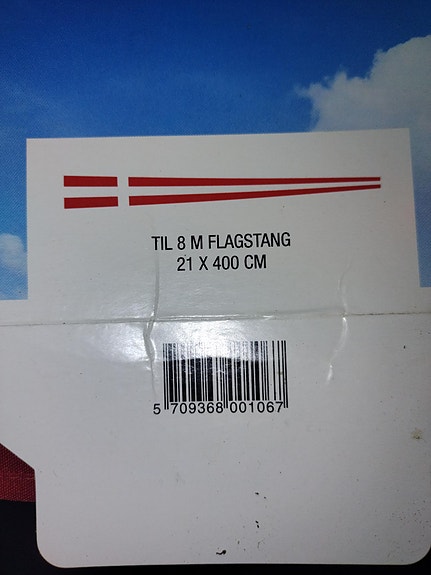 TIL 8 M FLAGSTANG
21 X 400 CM
5 709368 001067